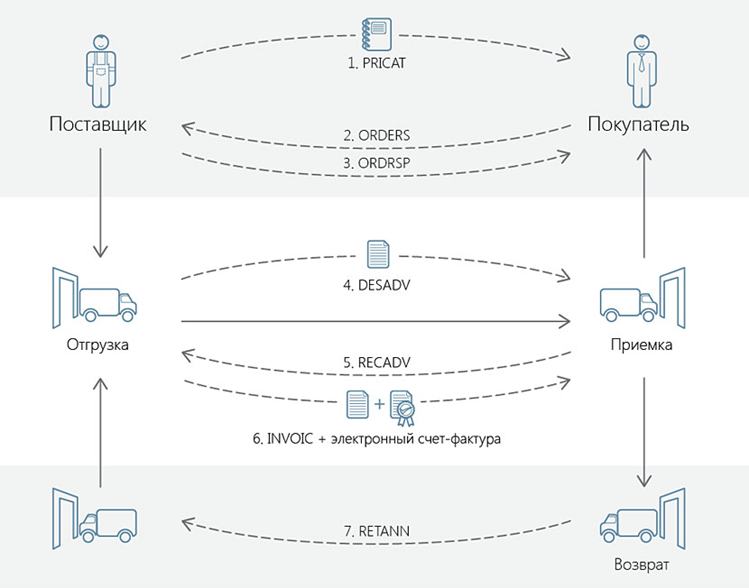 1. PRICAT
Поставщик
Покупатель
2. ORDERS
3. ORDRSP
4. DESADV
Отгрузка
Приемка
5. RECADV
6. INVOIC + электронный счет-фактура
7. RETANN
Возврат